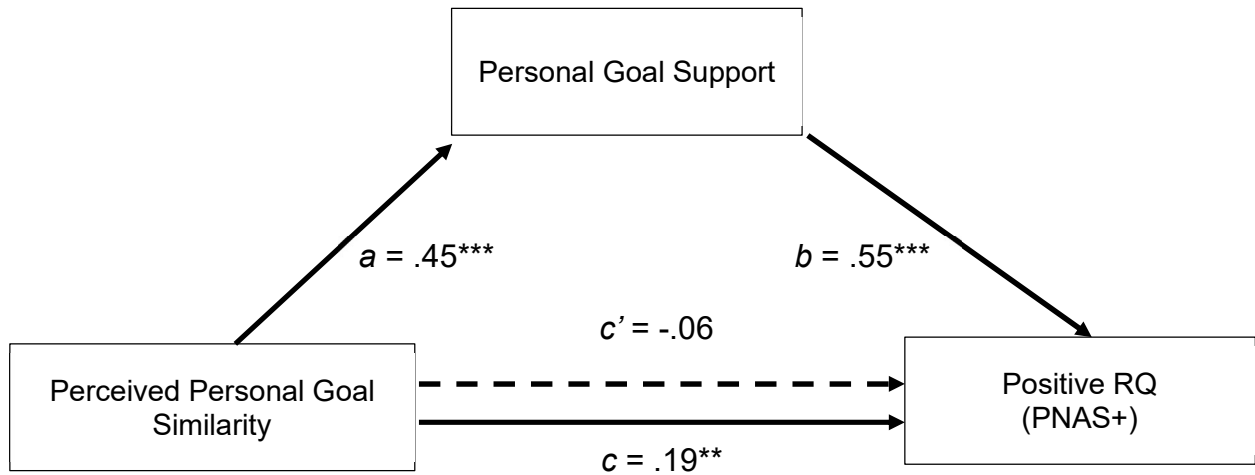 Personal Goal Support
a = .45***
b = .55***
c’ = -.06
Perceived Personal Goal
Similarity
Positive RQ
(PNAS+)
c = .19**